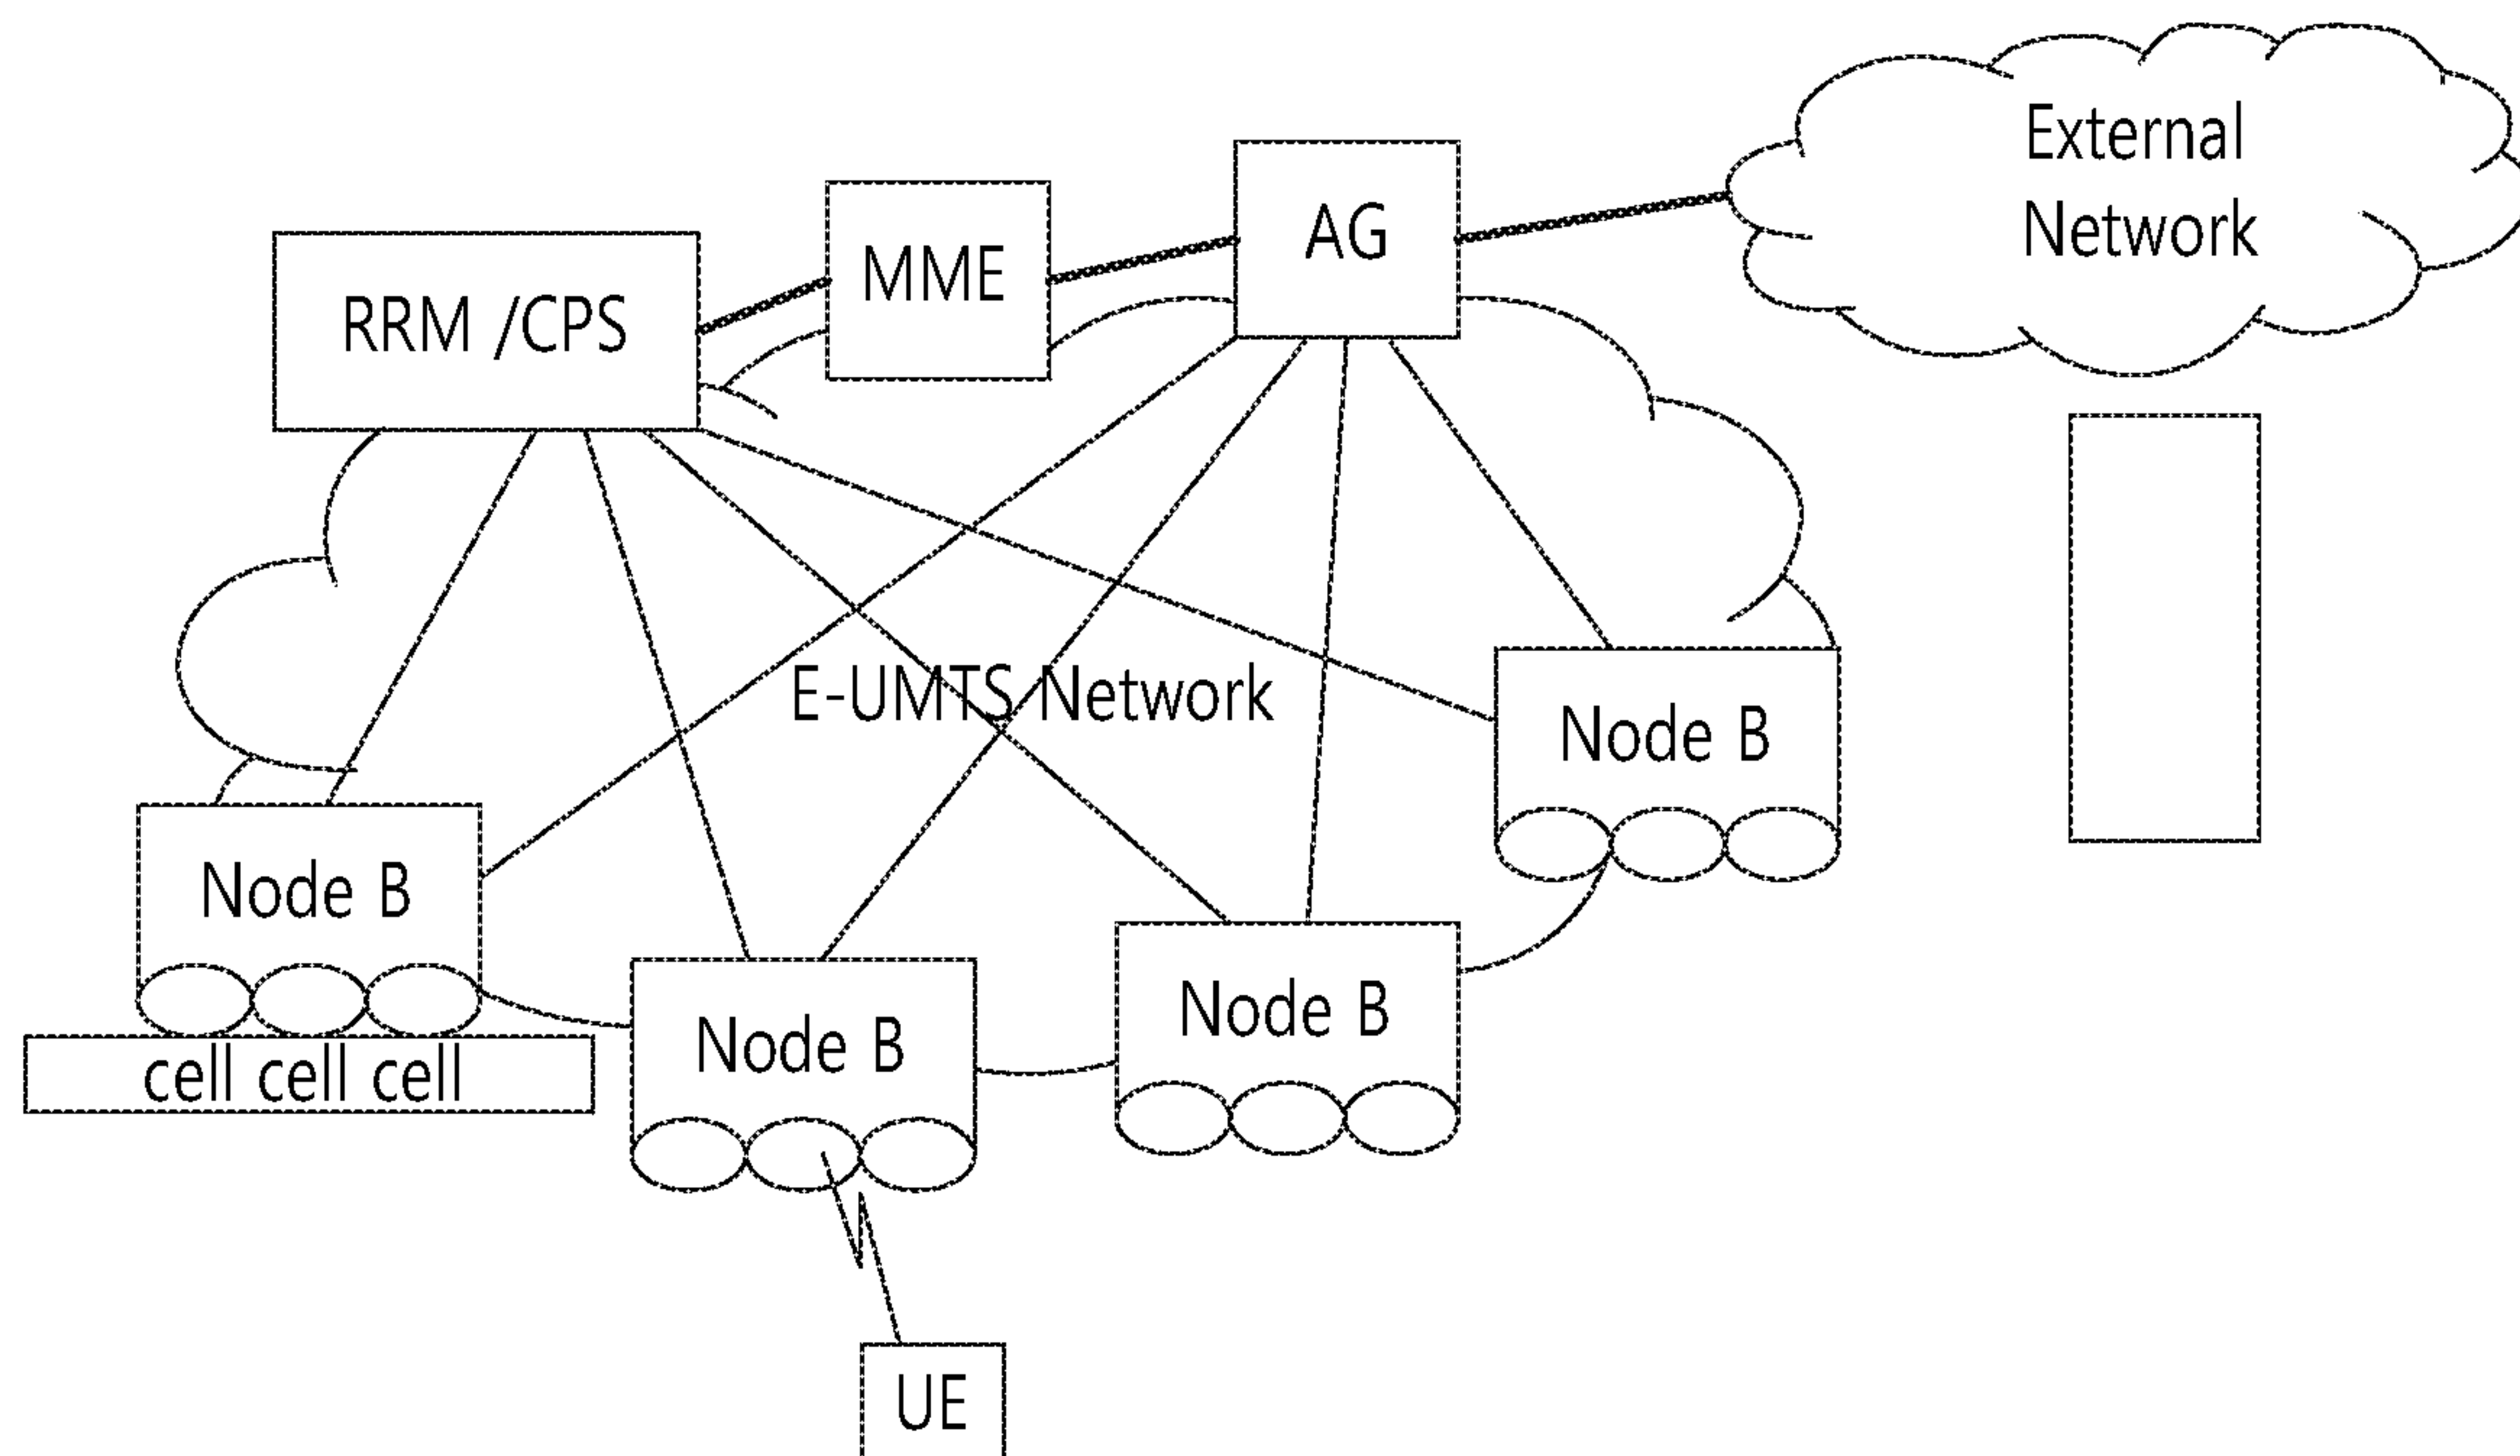 External
Network
AG
MME
RRM /CPS
E-UMTS Network
Node B
Node B
Node B
Node B
cell cell cell
UE